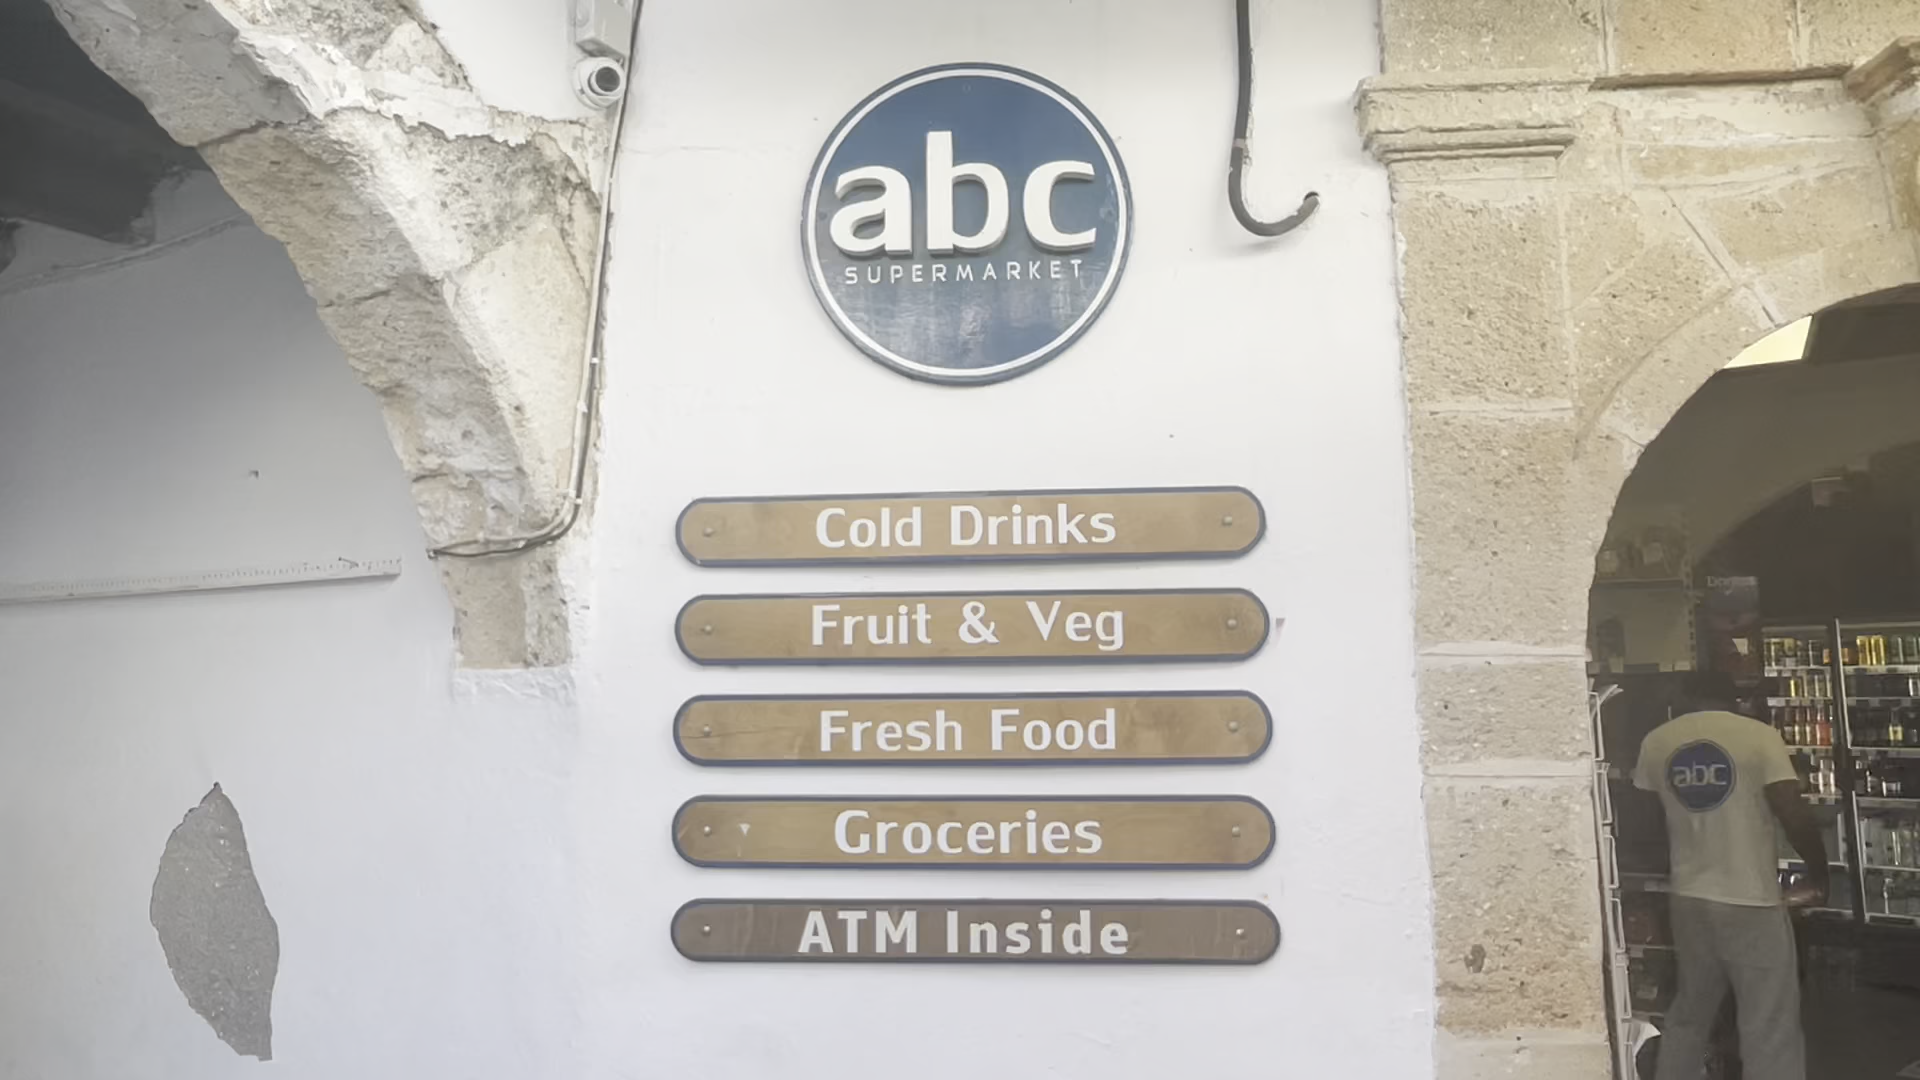 abc
SUPERMARKET
Cold Drinks
Fruit & Veg
Fresh Food
Groceries
ATM Inside
abc